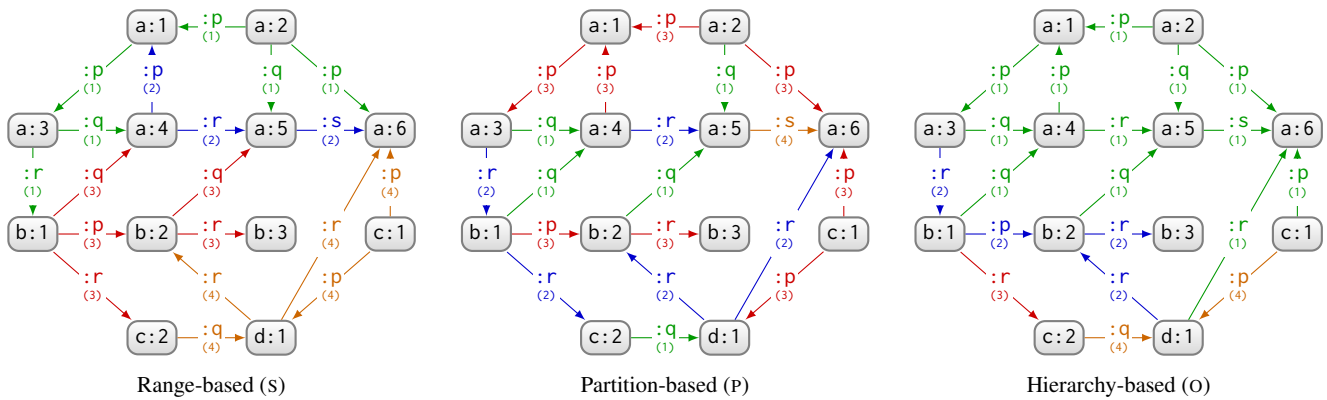 a:1 :p (1) a:2
:p (1) :p (2) :q (1) :p (1)
a:3 :q (1) a:4 :r (2) a:5 :s (2) a:6
:r (1) :q (3) :q (3) :p (4)
b:1 :p (3) b:2 :r (3) b:3 :r (4) c:1
:r (3) :r (4) :p (4)
c:2 :q (4) d:1
Range-based (S)
a:1 :p (3) a:2
:p (3) :p (3) :q (1) :p (3)
a:3 :q (1) a:4 :r (2) a:5 :s (4) a:6
:r (2) :q (1) :q (1) :p (3)
b:1 :p (3) b:2 :r (3) b:3 :r (2) c:1
:r (2) :r (2) :p (3)
c:2 :q (1) d:1
Partition-based (P)
a:1 :p (1) a:2
:p (1) :p (1) :q (1) :p (1)
a:3 :q (1) a:4 :r (1) a:5 :s (1) a:6
:r (2) :q (1) :q (1) :p (1)
b:1 :p (2) b:2 :r (2) b:3 :r (1) c:1
:r (3) :r (2) :p (4)
c:2 :q (4) d:1
Hierarchy-based (O)